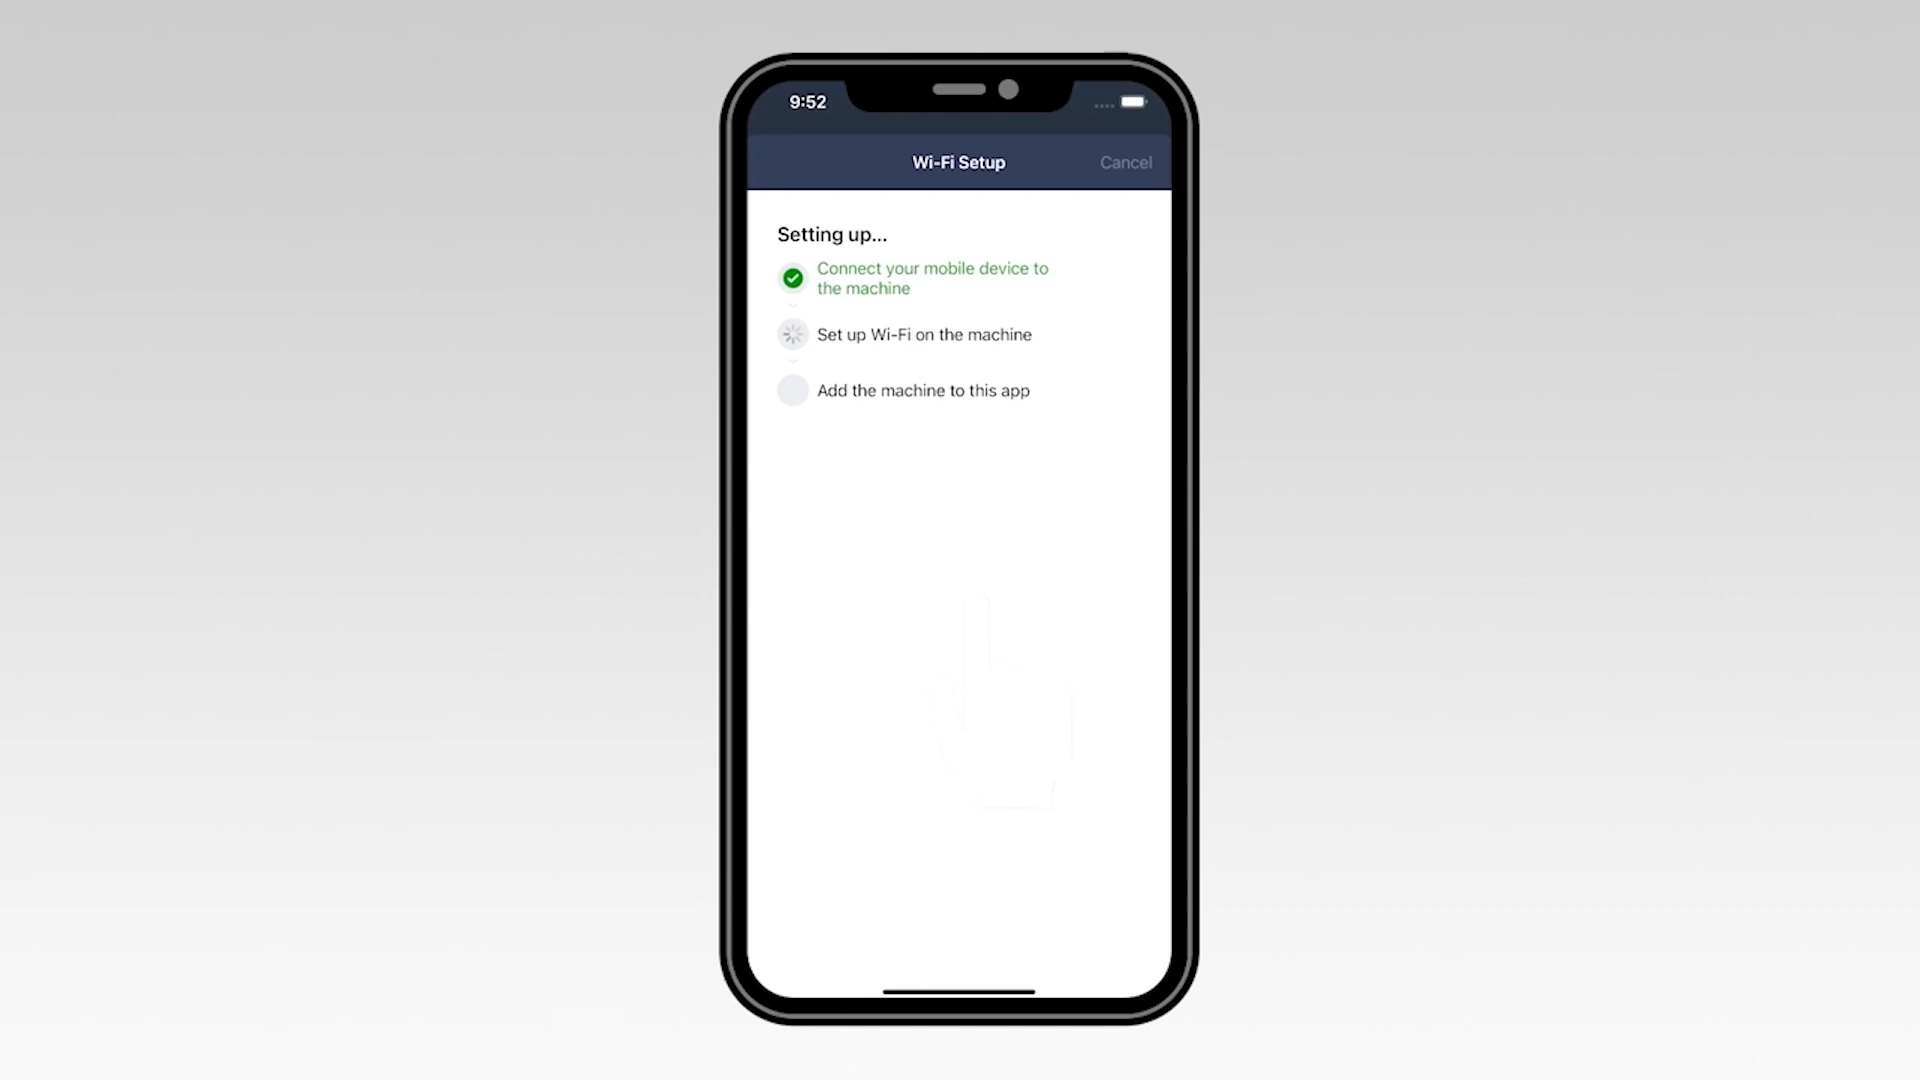 9:52
Wi-Fi Setup
Cancel
Setting up...
Connect your mobile device to
the machine
Set up Wi-Fi on the machine
Add the machine to this app